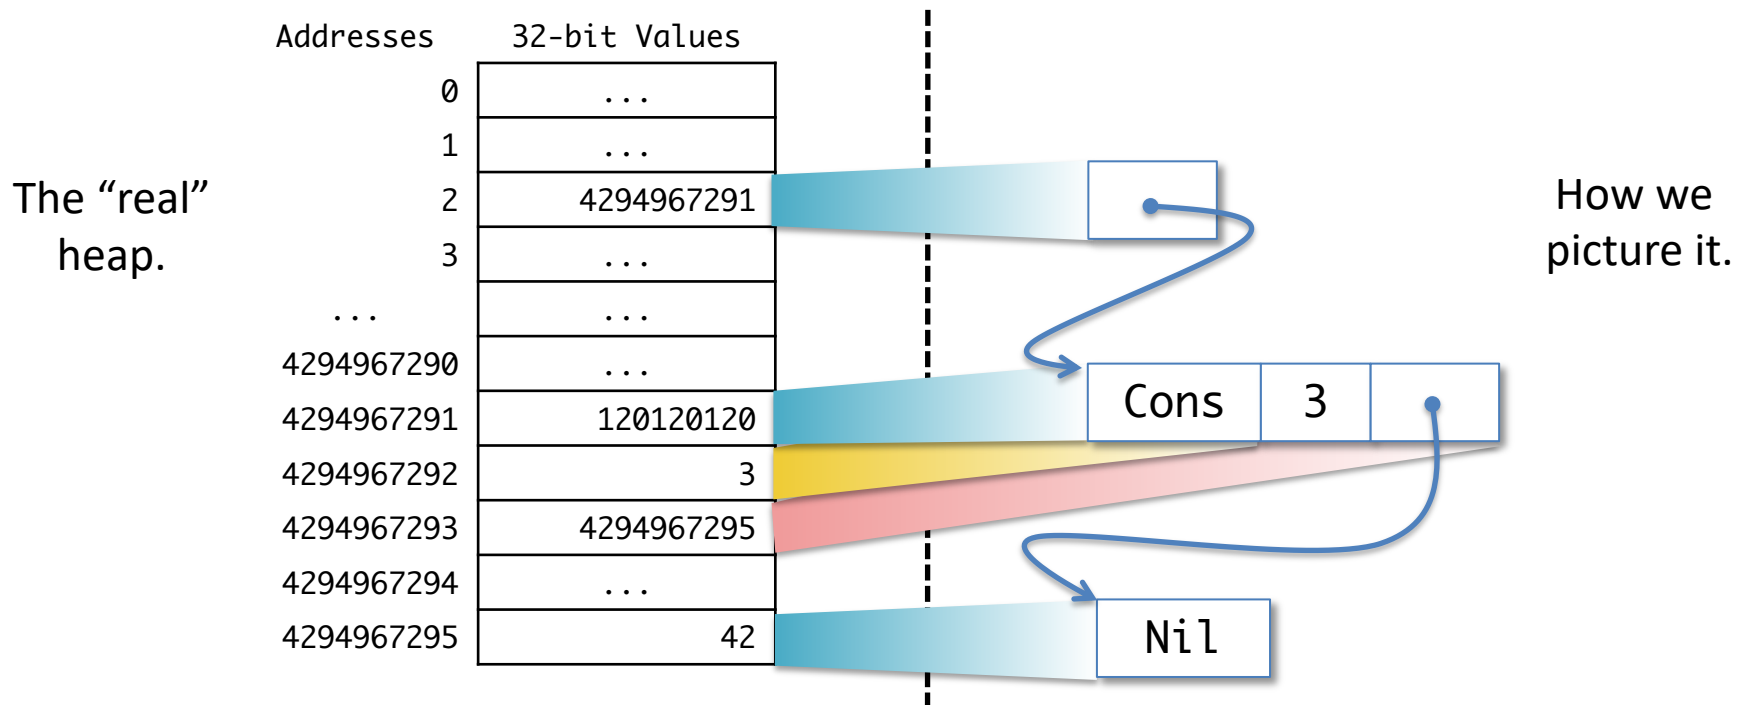 Addresses 32-bit Values
0 ...
1 ...
The “real”
heap.
2 4294967291
3 ...
... ...
4294967290 ...
4294967291 120120120
4294967292 3
4294967293 4294967295
4294967294 ...
4294967295 42
Cons 3
Nil
How we
picture it.